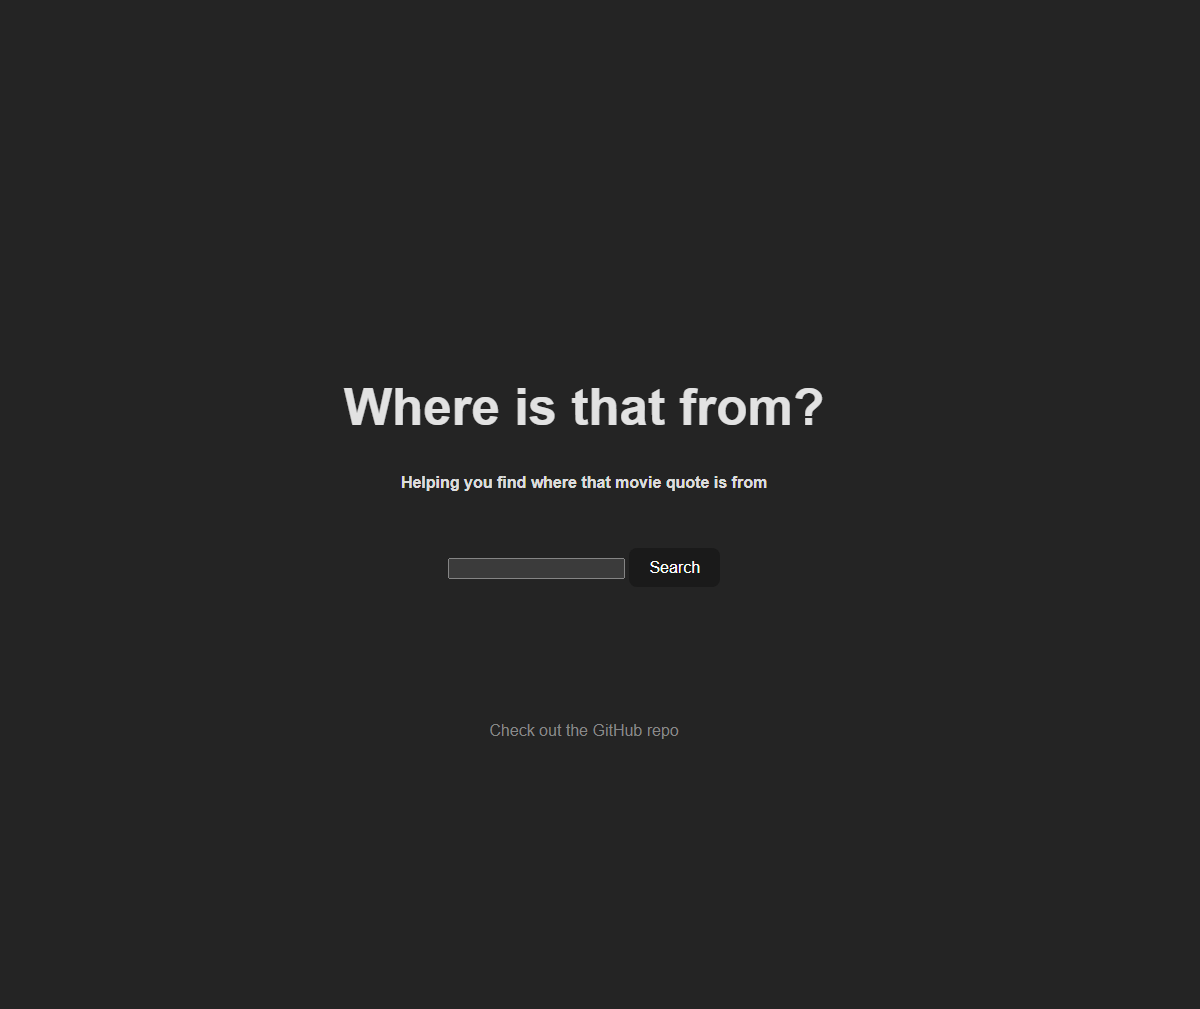 Where is that from?
Helping you find where that movie quote is from
Search
Check out the GitHub repo